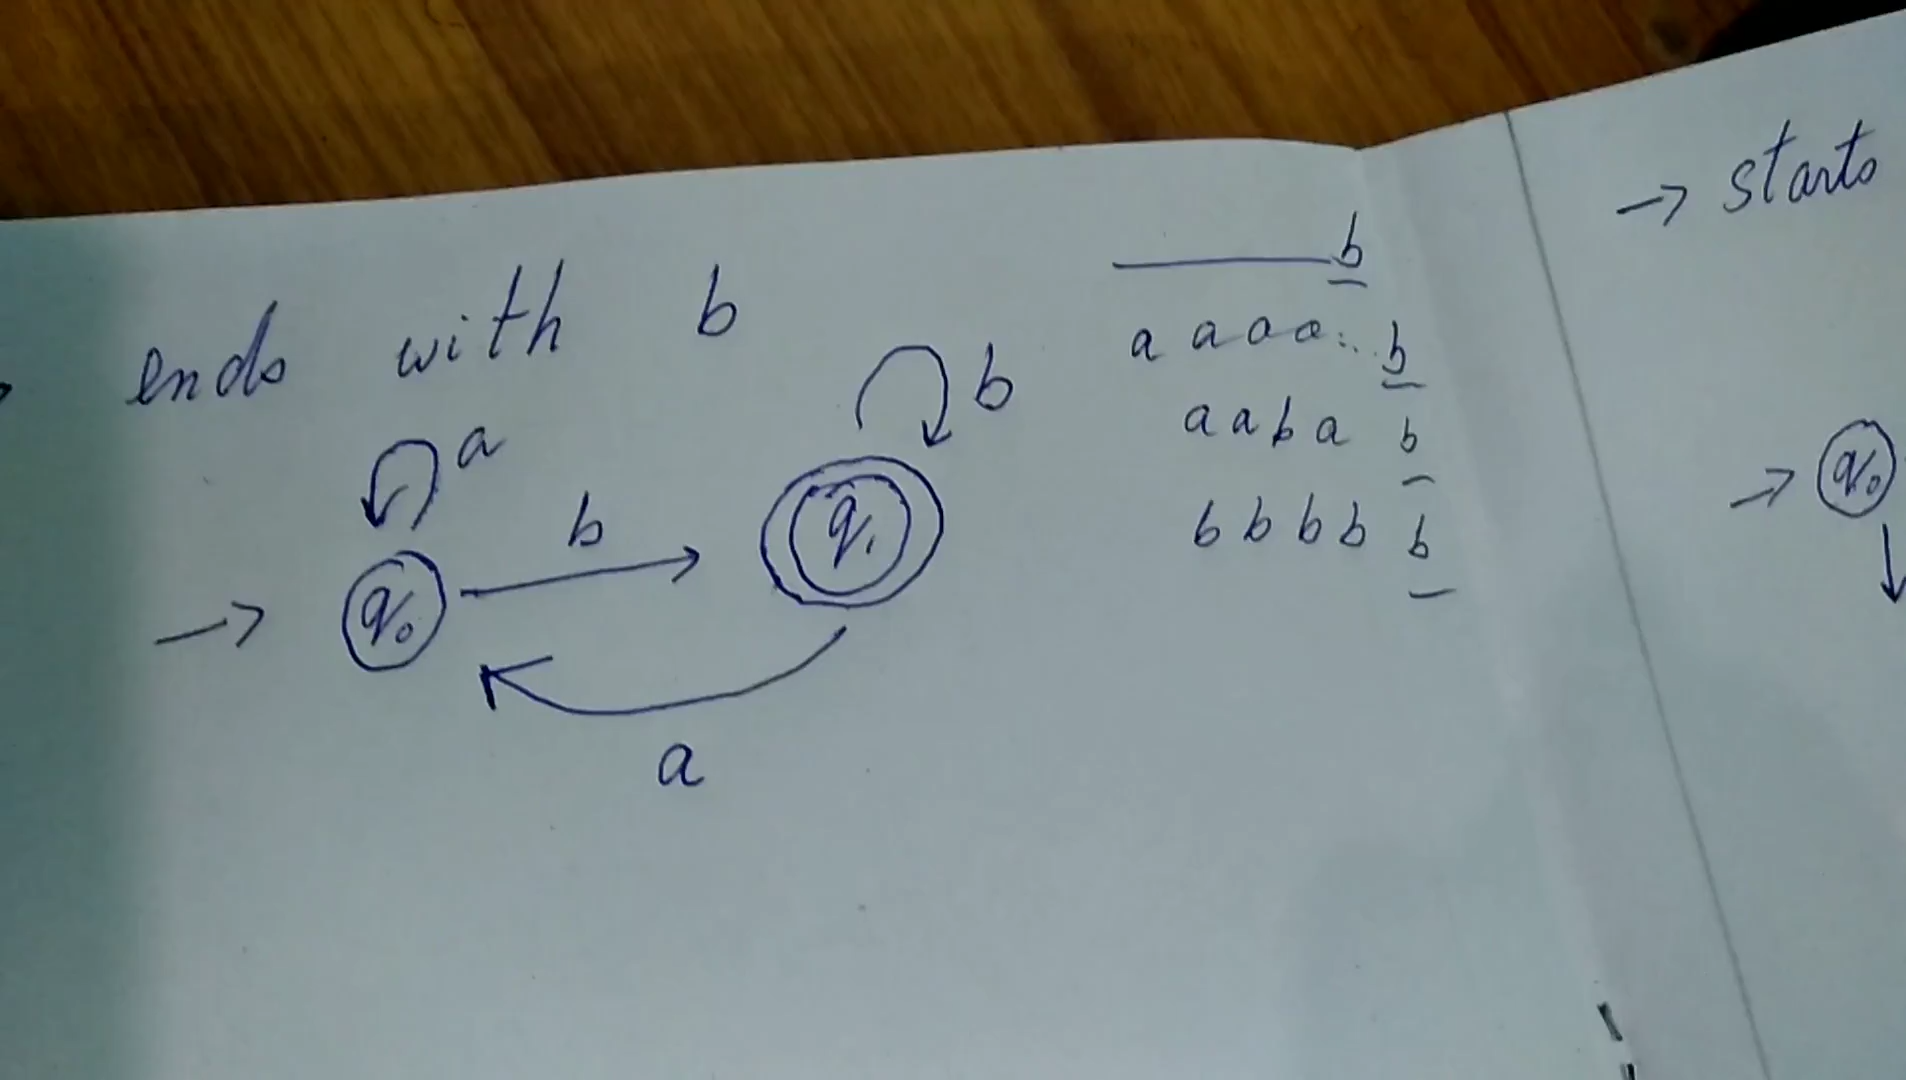 ends with b
a
b
b
q₀
q₁
a
b
a a a a... b
a a b a b
b b b b b
→ starts
→ q₀